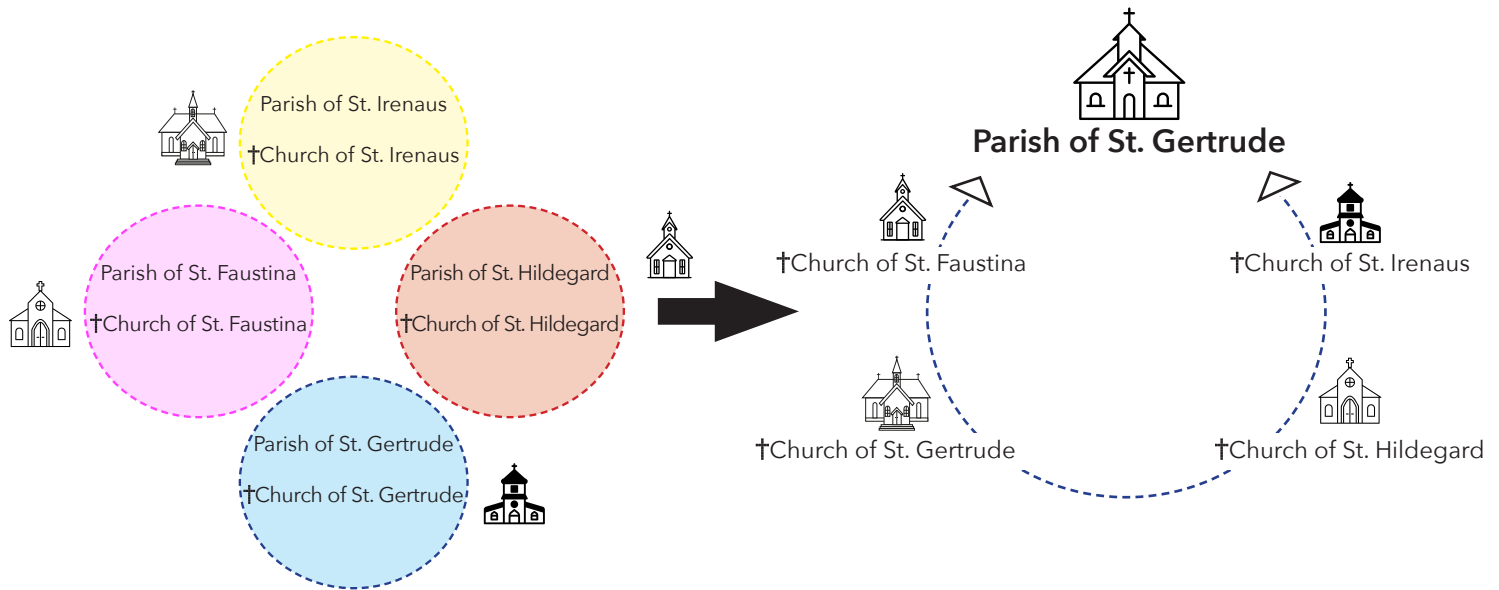 Parish of St. Irenaus
†Church of St. Irenaus
Parish of St. Faustina
†Church of St. Faustina
Parish of St. Hildegard
†Church of St. Hildegard
Parish of St. Gertrude
†Church of St. Gertrude
Parish of St. Gertrude
†Church of St. Faustina
†Church of St. Irenaus
†Church of St. Gertrude
†Church of St. Hildegard